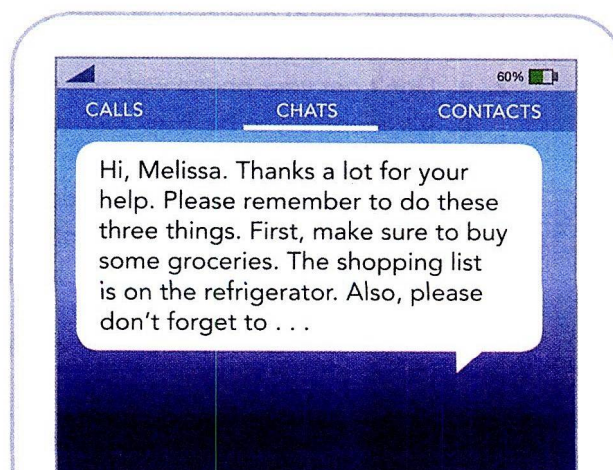 60%
CALLS CHATS CONTACTS
Hi, Melissa. Thanks a lot for your
help. Please remember to do these
three things. First, make sure to buy
some groceries. The shopping list
is on the refrigerator. Also, please
don't forget to . . .